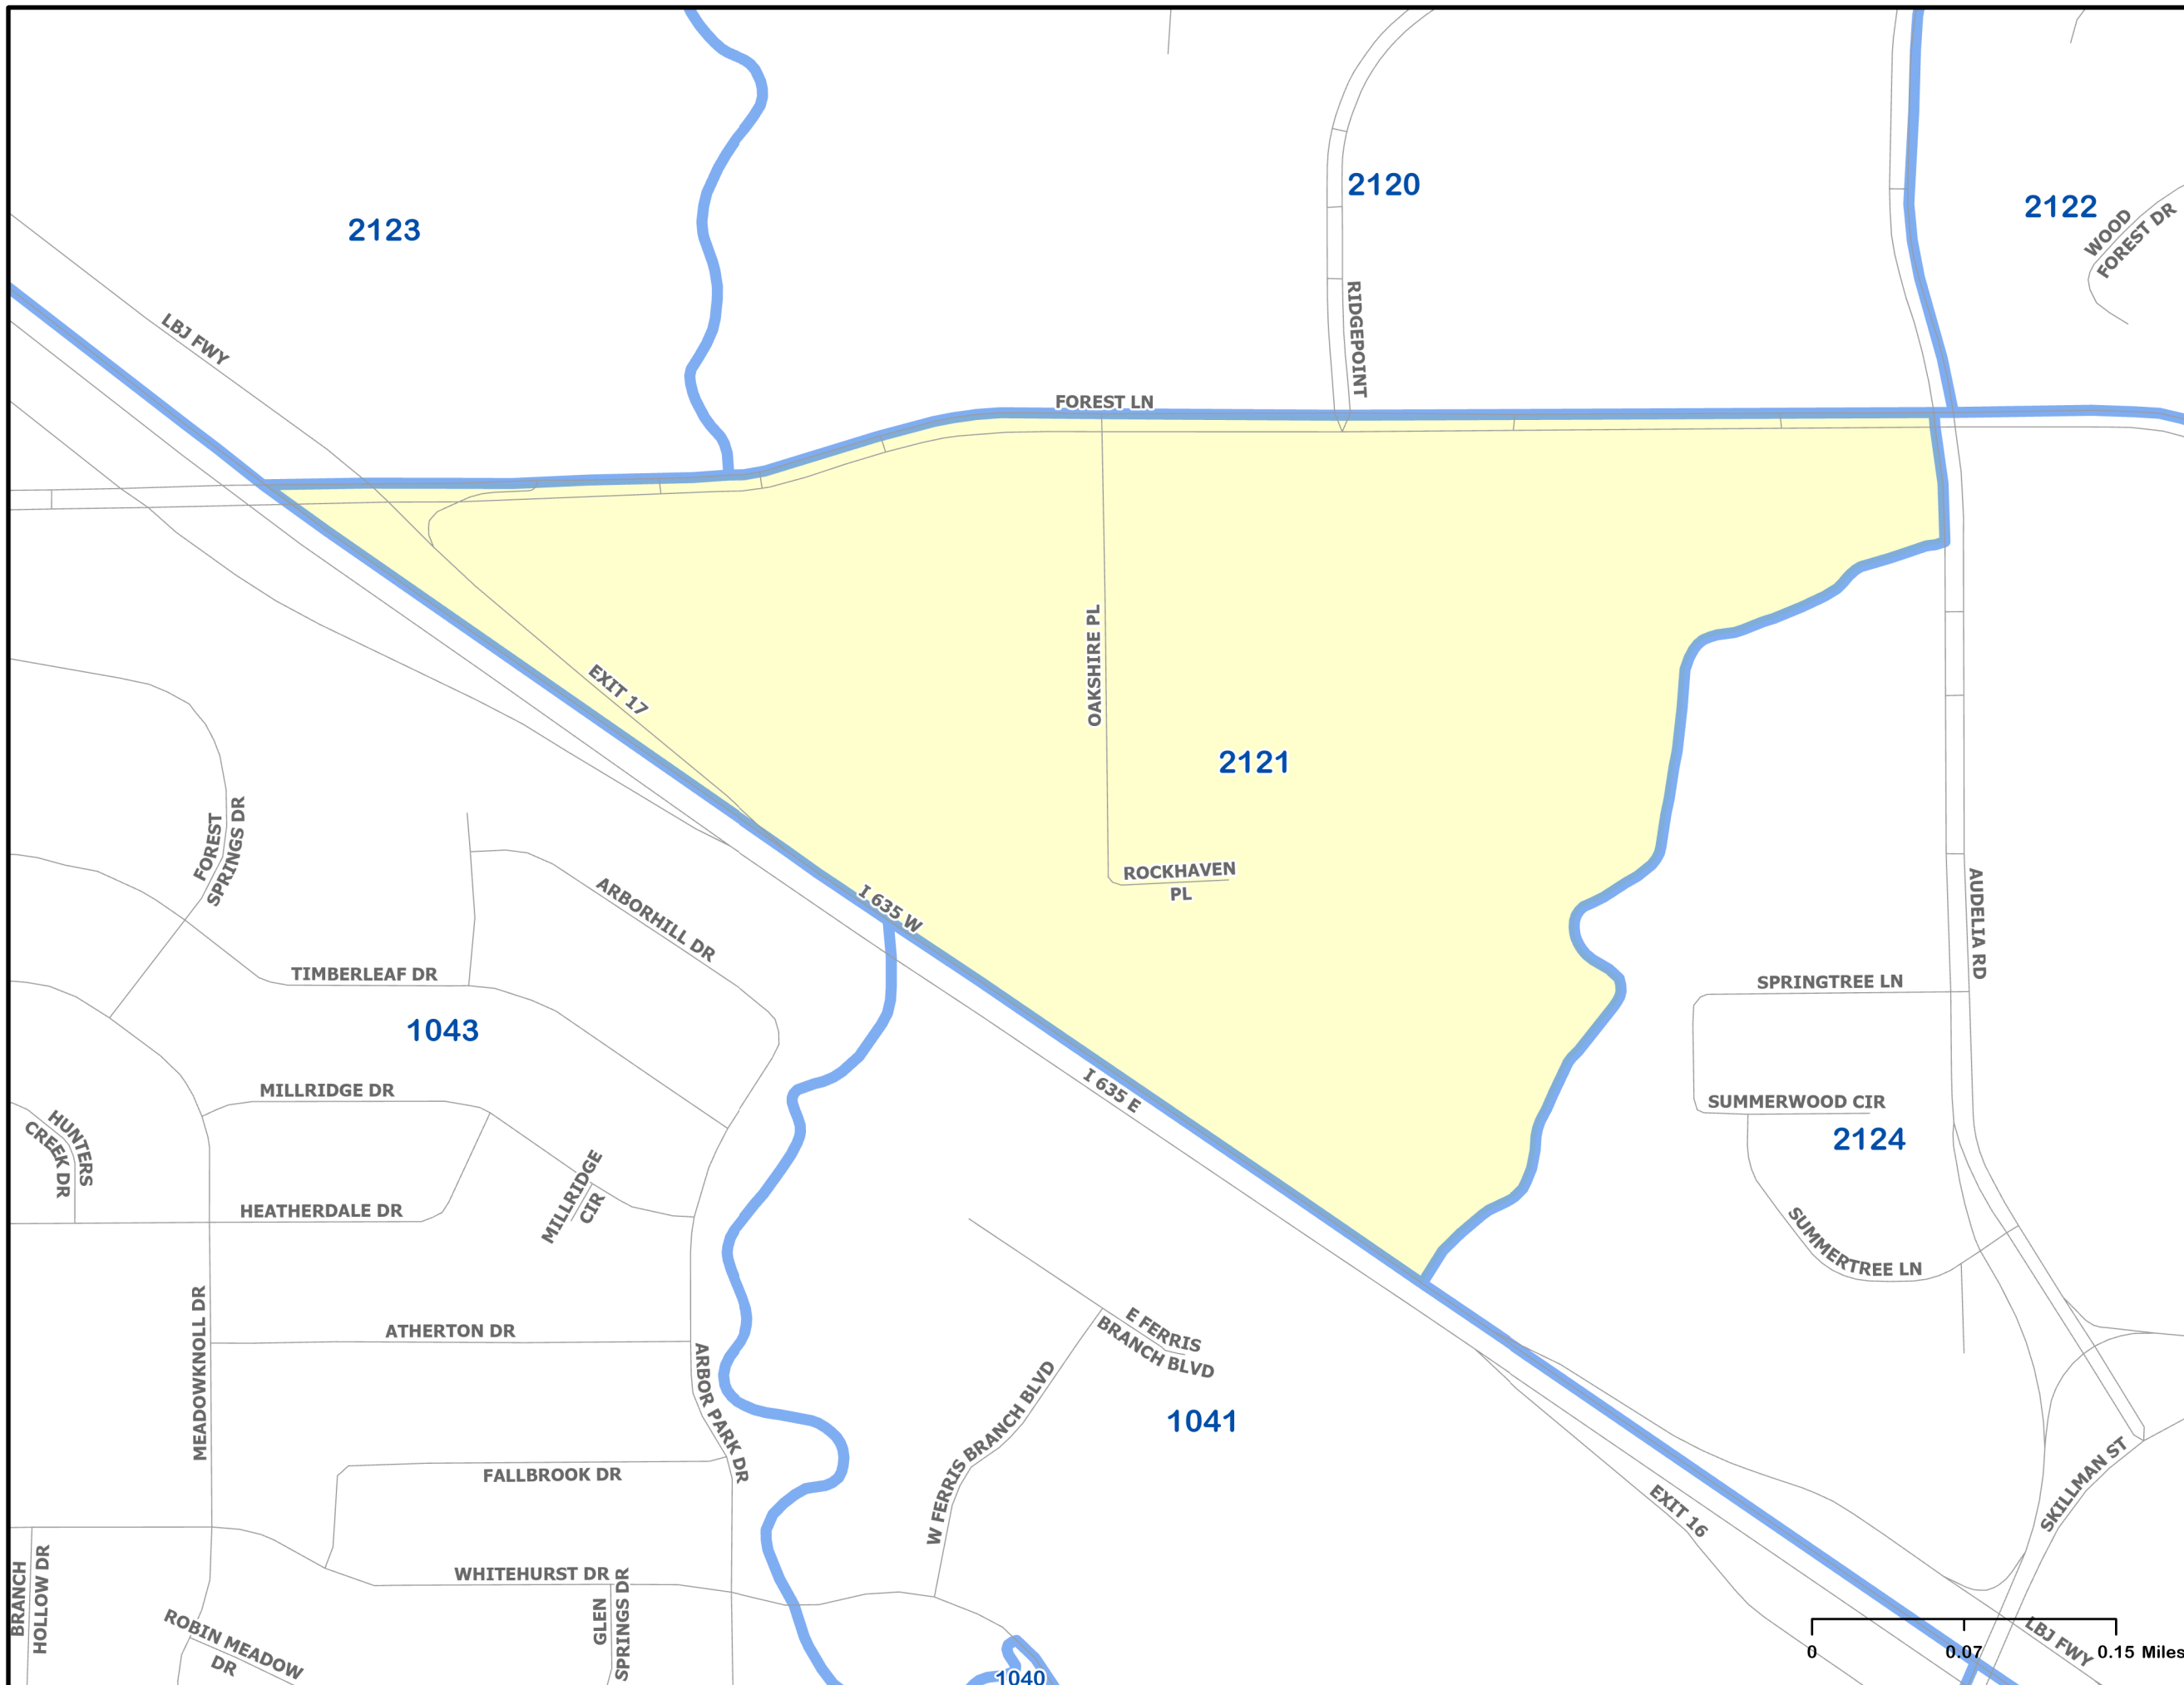 2120
2123
2122
WOOD
FOREST DR
LBJ FWY
RIDGEPOINT
FOREST LN
EXIT 17
OAKSHIRE PL
2121
FOREST
SPRINGS DR
ROCKHAVEN
PL
I 635 W
ARBORHILL DR
AUDELIA RD
TIMBERLEAF DR
SPRINGTREE LN
1043
MILLRIDGE DR
I 635 E
SUMMERWOOD CIR
HUNTERS
CREEK DR
2124
MILLRIDGE
CIR
HEATHERDALE DR
SUMMERTREE LN
MEADOWKNOLL DR
ATHERTON DR
E FERRIS
BRANCH BLVD
ARBOR PARK DR
W FERRIS BRANCH BLVD
1041
FALLBROOK DR
SKILLMAN ST
EXIT 16
BRANCH
HOLLOW DR
WHITEHURST DR
GLEN
SPRINGS DR
ROBIN MEADOW
DR
LBJ FWY
0 0.07 0.15 Miles
1040